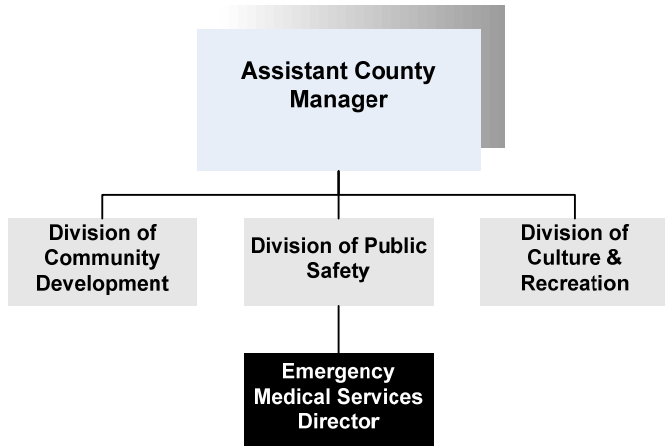 Assistant County
Manager
Division of
Community
Development
Division of Public
Safety
Division of
Culture &
Recreation
Emergency
Medical Services
Director